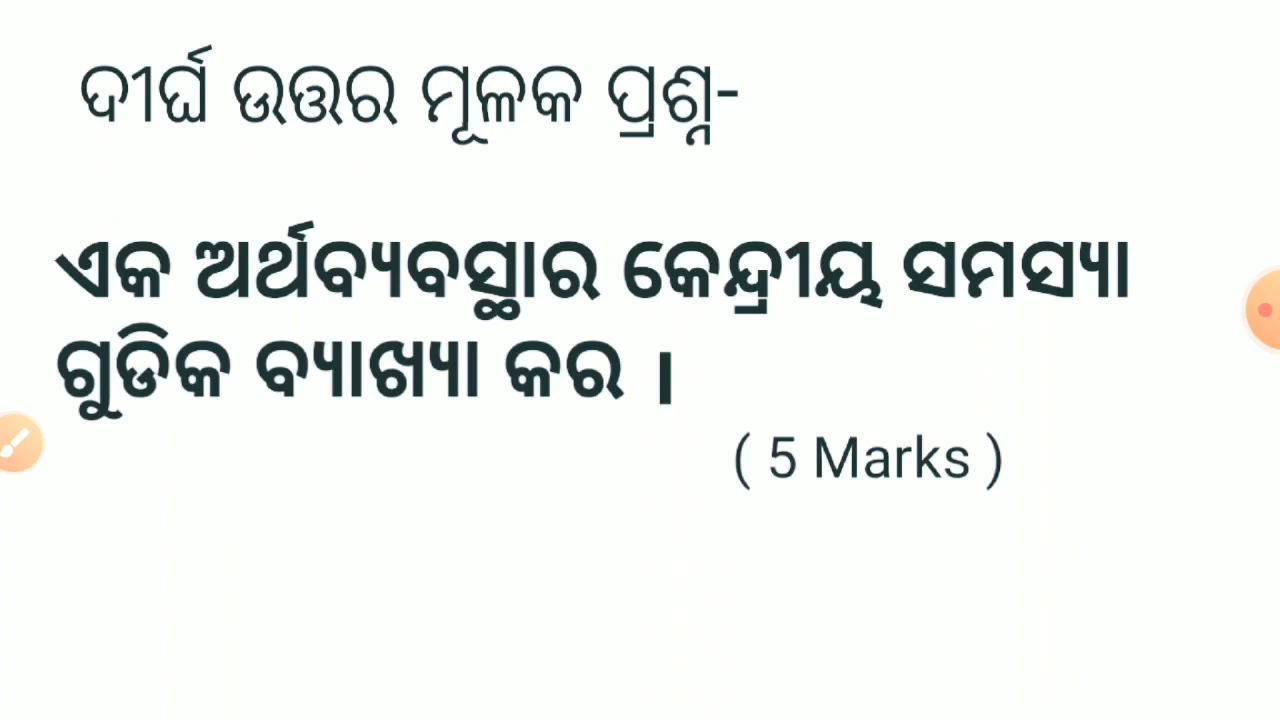 ଦୀର୍ଘ ଉତ୍ତର ମୂଳକ ପ୍ରଶ୍ନ-
ଏକ ଅର୍ଥବ୍ୟବସ୍ଥାର କେନ୍ଦ୍ରୀୟ ସମସ୍ୟା
ଗୁଡିକ ବ୍ୟାଖ୍ୟା କର ।
( 5 Marks )